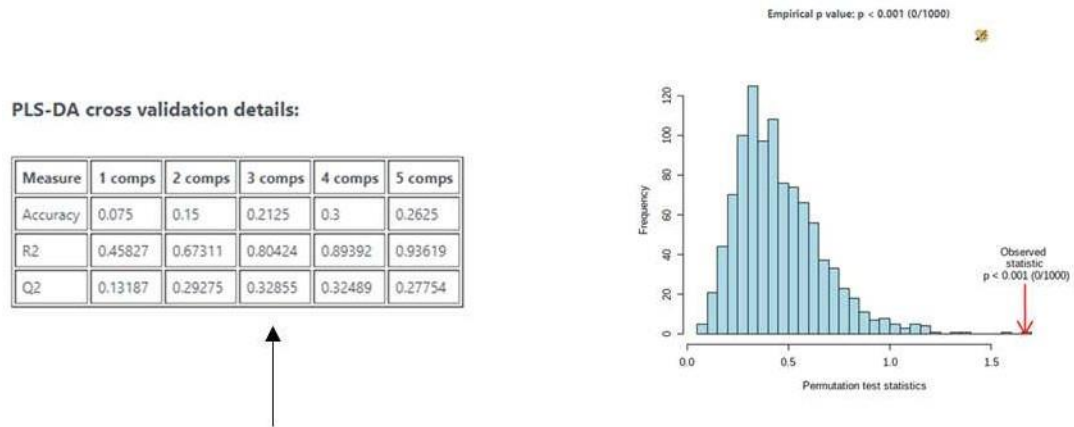 Empirical p value: p < 0.001 (0/1000)
PLS-DA cross validation details:
Measure 1 comps 2 comps 3 comps 4 comps 5 comps
Accuracy 0.075 0.15 0.2125 0.3 0.2625
R2 0.45827 0.67311 0.80424 0.89392 0.93619
Q2 0.13187 0.29275 0.32855 0.32489 0.27754
Frequency
120
100
80
60
40
20
0
Observed
statistic
p < 0.001 (0/1000)
0.0 0.5 1.0 1.5
Permutation test statistics